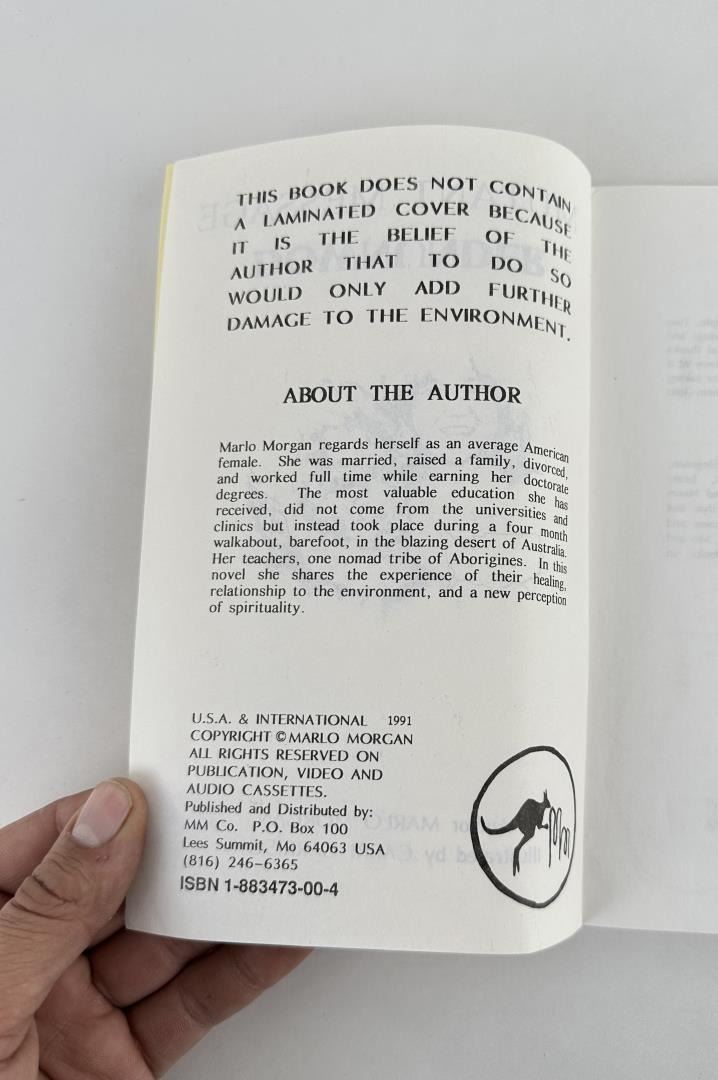 THIS BOOK DOES NOT CONTAIN
A LAMINATED COVER BECAUSE
IT IS THE BELIEF OF THE
AUTHOR THAT TO DO SO
WOULD ONLY ADD FURTHER
DAMAGE TO THE ENVIRONMENT.
ABOUT THE AUTHOR
Marlo Morgan regards herself as an average American
female. She was married, raised a family, divorced,
and worked full time while earning her doctorate
degrees. The most valuable education she has
received, did not come from the universities and
clinics but instead took place during a four month
walkabout, barefoot, in the blazing desert of Australia.
Her teachers, one nomad tribe of Aborigines. In this
novel she shares the experience of their healing,
relationship to the environment, and a new perception
of spirituality.
U.S.A. & INTERNATIONAL 1991
COPYRIGHT © MARLO MORGAN
ALL RIGHTS RESERVED ON
PUBLICATION, VIDEO AND
AUDIO CASSETTES.
Published and Distributed by:
MM Co. P.O. Box 100
Lees Summit, Mo 64063 USA
(816) 246-6365
ISBN 1-883473-00-4